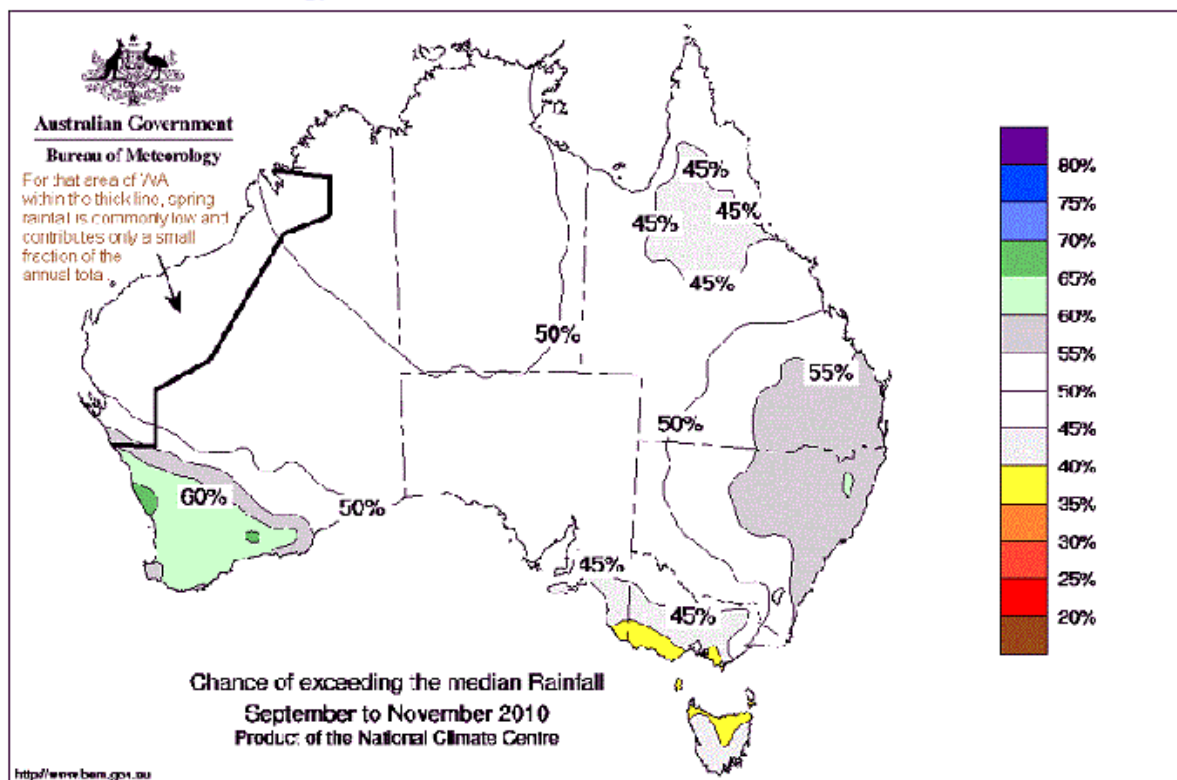 Australian Government
Bureau of Meteorology
For that area of WA
within the thick line, spring
rainfall is commonly low and
contributes only a small
fraction of the
annual total.
45%
45%
45%
45%
50%
55%
50%
60%
50%
45%
45%
80%
75%
70%
65%
60%
55%
50%
45%
40%
35%
30%
25%
20%
Chance of exceeding the median Rainfall
September to November 2010
Product of the National Climate Centre
http://www.bom.gov.au